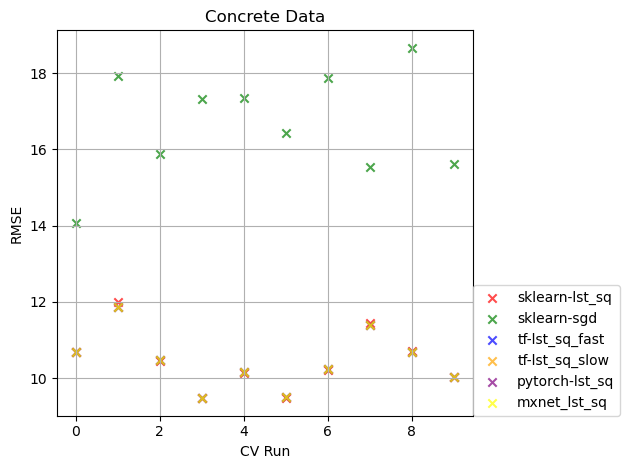 Concrete Data
RMSE
18
16
14
12
10
0
2
4
6
8
CV Run
sklearn-lst_sq
sklearn-sgd
tf-lst_sq_fast
tf-lst_sq_slow
pytorch-lst_sq
mxnet_lst_sq